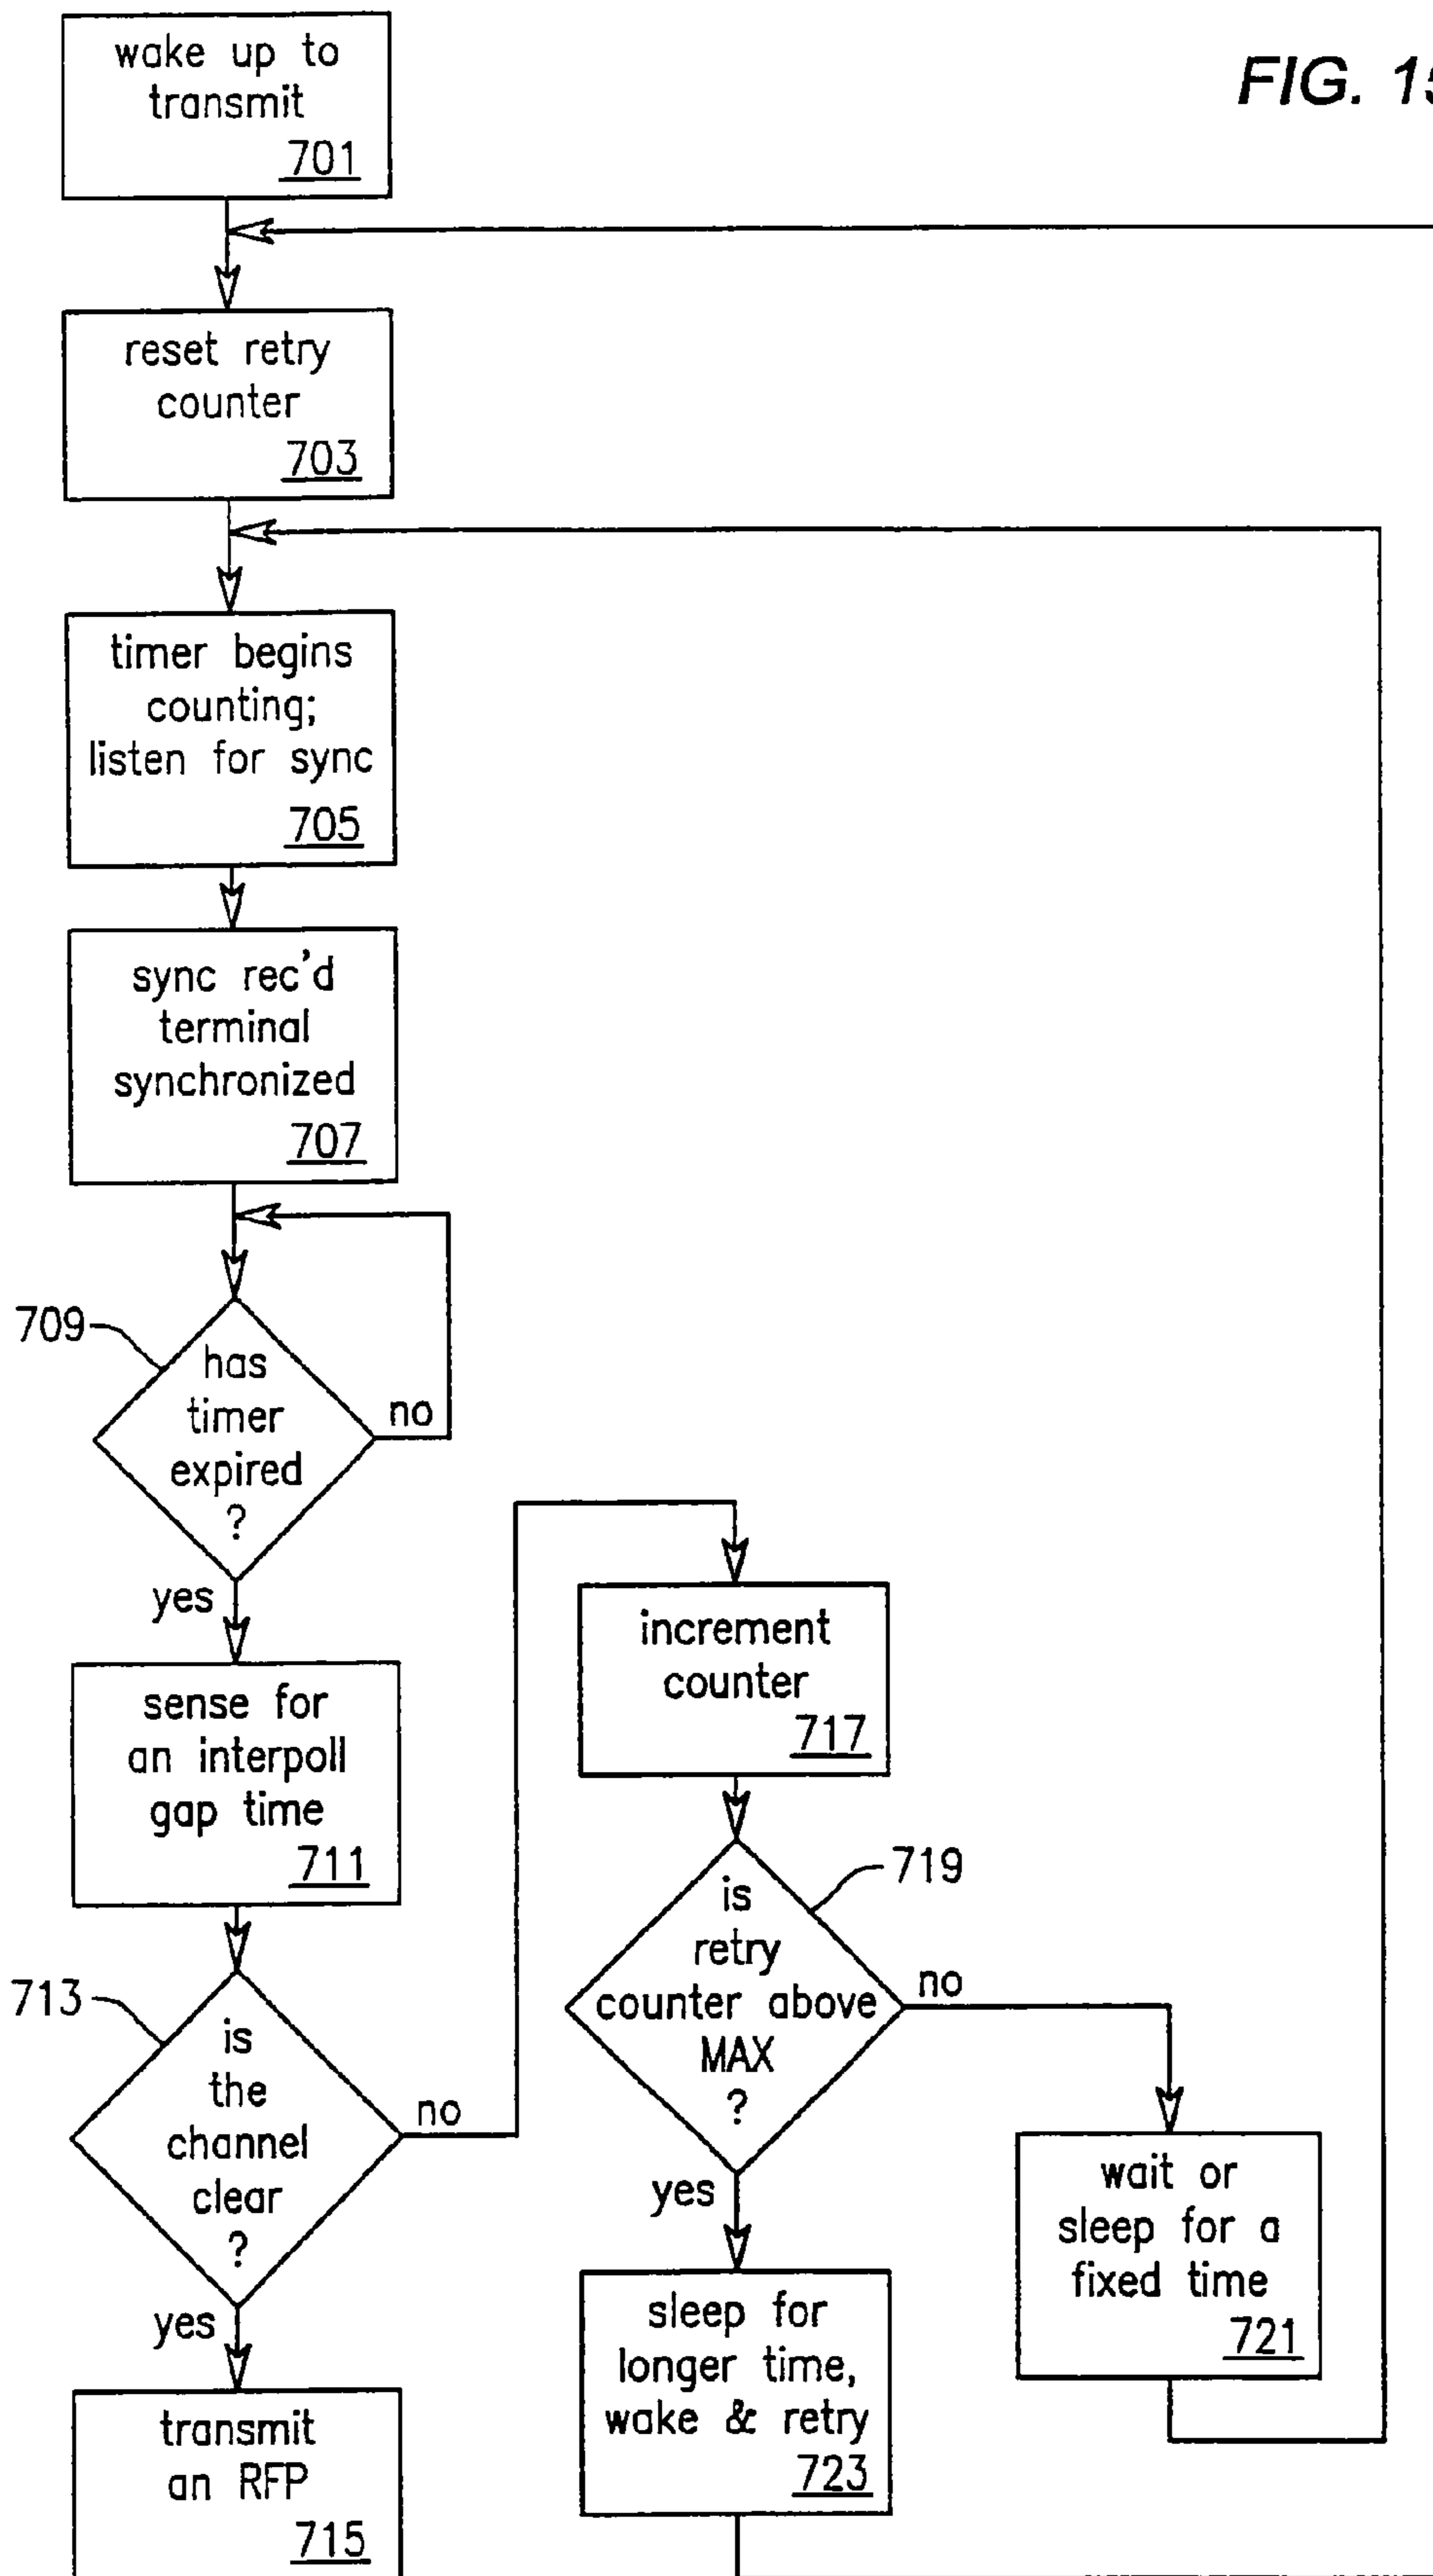 wake up to
transmit
701
FIG. 15
reset retry
counter
703
timer begins
counting;
listen for sync
705
sync rec'd
terminal
synchronized
707
709
has
timer
expired
?
no
yes
sense for
an interpoll
gap time
711
713
is
the
channel
clear
?
no
yes
transmit
an RFP
715
increment
counter
717
719
is
retry
counter above
MAX
?
no
yes
wait or
sleep for a
fixed time
721
sleep for
longer time,
wake & retry
723